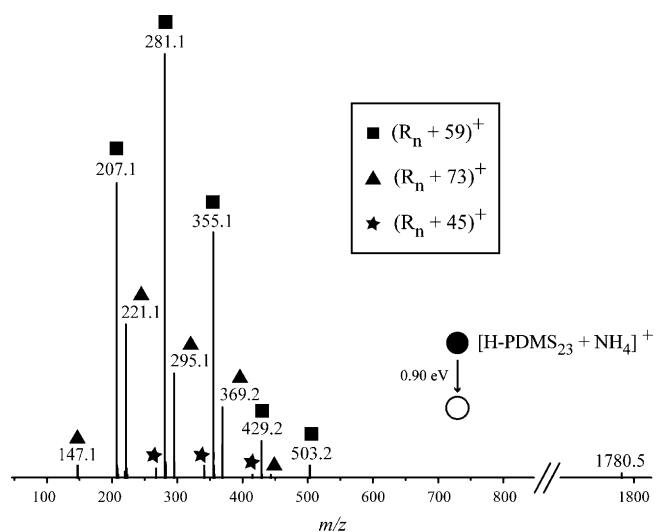 281.1
207.1
355.1
221.1
295.1
369.2
429.2
503.2
147.1
(Rn + 59)+
(Rn + 73)+
(Rn + 45)+
[H-PDMS23 + NH4] +
0.90 eV
1780.5
100 200 300 400 500 600 700 800 1800
m/z